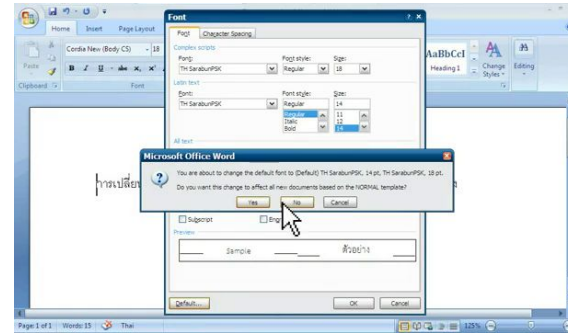 Font
Home Insert Page Layout
Font Character Spacing
Complex scripts
Cordia New (Body CS) 18
Font: Font style: Size:
TH SarabunPSK Regular 18
AaBbCcI
Heading 1
Change Styles
Editing
Paste
B I U abe x, x²
Clipboard
Font
Latin text
Font: Font style: Size:
TH SarabunPSK Regular 14
Regular 11
Italic 12
Bold 14
All text
Microsoft Office Word
You are about to change the default font to (Default) TH SarabunPSK, 14 pt, TH SarabunPSK, 18 pt.
Do you want this change to affect all new documents based on the NORMAL template?
Yes No Cancel
การเปลี่ยน
Subscript Eng
Preview
Sample ตัวอย่าง
Default... OK Cancel
Page: 1 of 1 Words: 15 Thai 125%